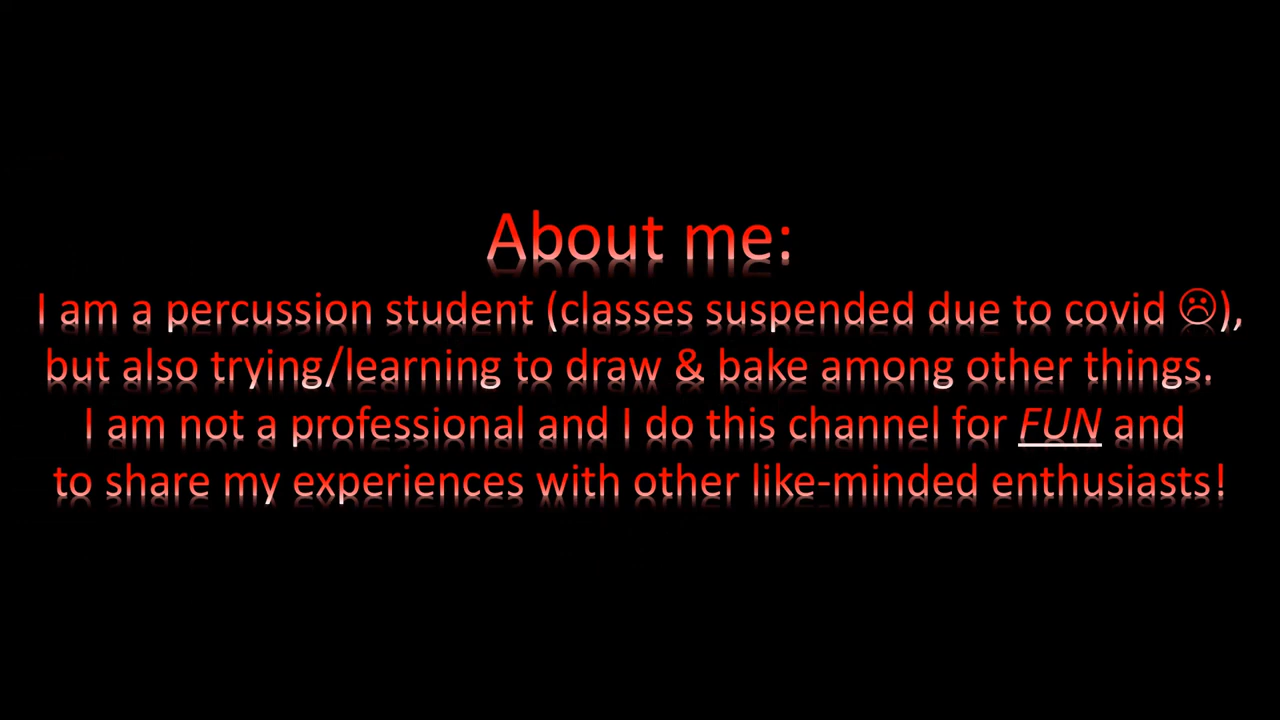 About me:
I am a percussion student (classes suspended due to covid ☹),
but also trying/learning to draw & bake among other things.
I am not a professional and I do this channel for FUN and
to share my experiences with other like-minded enthusiasts!